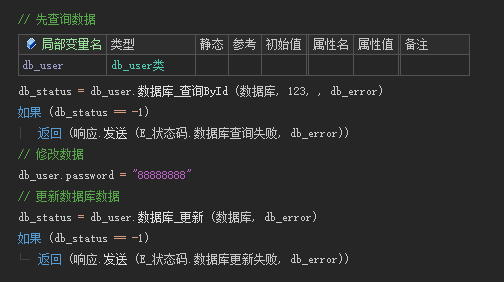 // 先查询数据
局部变量名 类型 静态 参考 初始值 属性名 属性值 备注
db_user db_user类
db_status = db_user.数据库_查询ById (数据库, 123, , db_error)
如果 (db_status == -1)
返回 (响应.发送 (E_状态码.数据库查询失败, db_error))
// 修改数据
db_user.password = "88888888"
// 更新数据库数据
db_status = db_user.数据库_更新 (数据库, db_error)
如果 (db_status == -1)
返回 (响应.发送 (E_状态码.数据库更新失败, db_error))